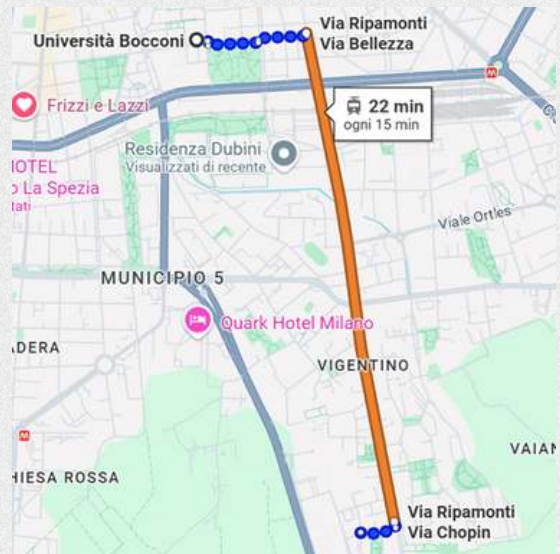 Università Bocconi
Via Ripamonti
Via Bellezza
M
Frizzi e Lazzi
22 min
ogni 15 min
Residenza Dubini
Visualizzati di recente
HOTEL
o La Spezia
tati
Viale Ortles
MUNICIPIO 5
Quark Hotel Milano
ADERA
VIGENTINO
M
VAIAN
HIESA ROSSA
Via Ripamonti
Via Chopin